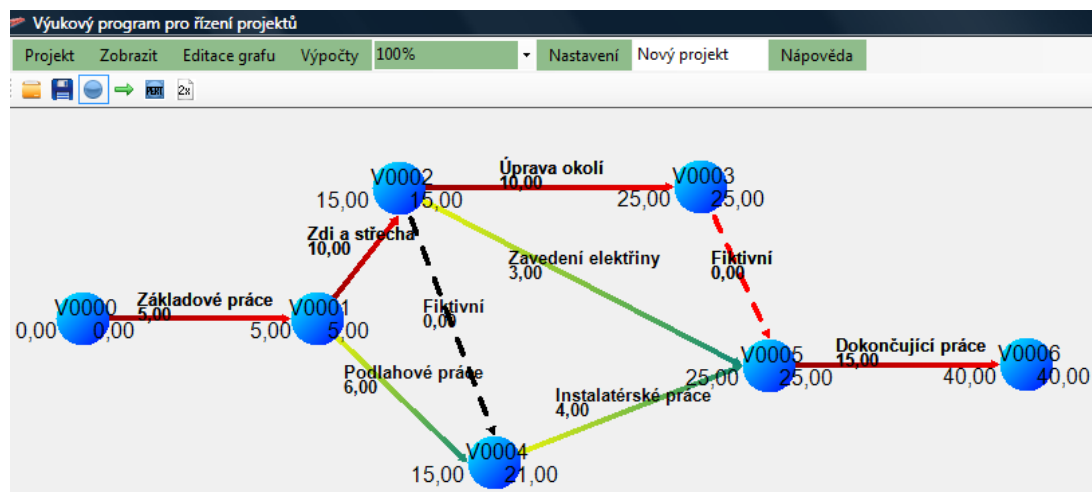 Výukový program pro řízení projektů
Projekt Zobrazit Editace grafu Výpočty 100% Nastavení Nový projekt Nápověda
PERT 2x
V0002
15,00 15,00
Úprava okolí
10,00
V0003
25,00 25,00
Zdi a střecha
10,00
Zavedení elektřiny
3,00
Fiktivní
0,00
V0000
0,00 0,00
Základové práce
5,00
V0001
5,00 5,00
Fiktivní
0,00
Podlahové práce
6,00
V0005
25,00 25,00
Dokončující práce
15,00
V0006
40,00 40,00
Instalatérské práce
4,00
V0004
15,00 21,00